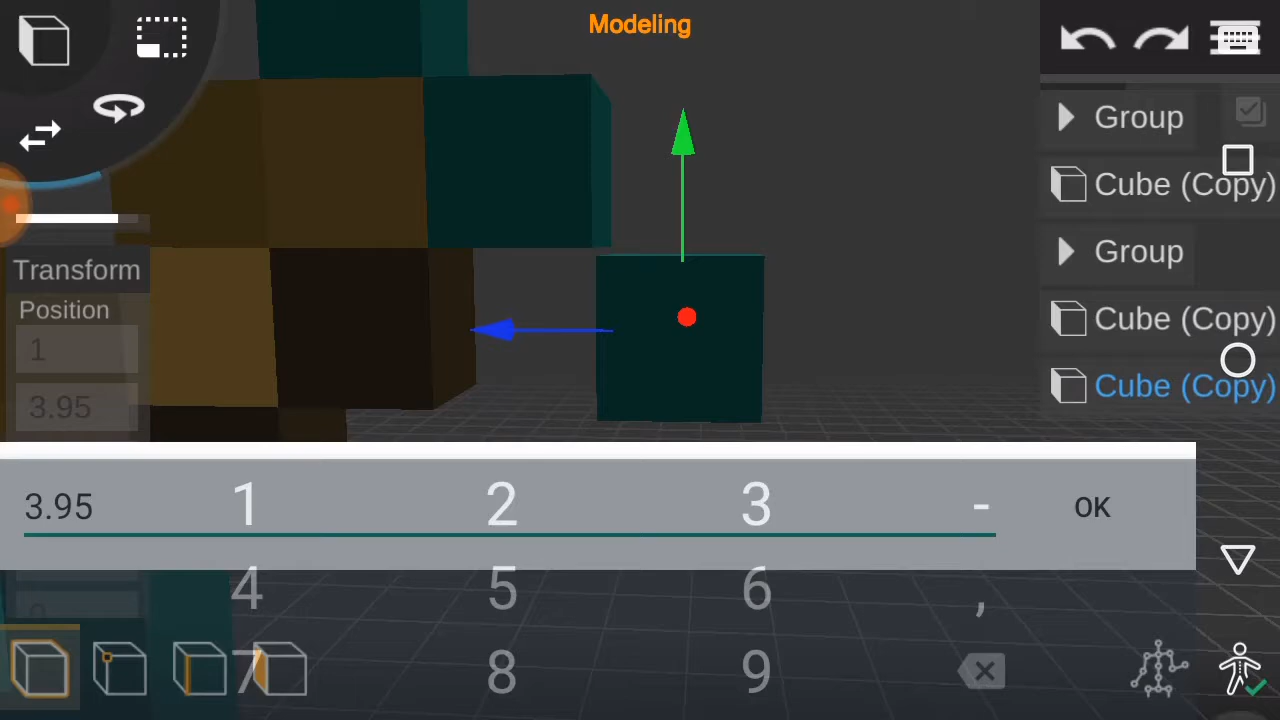 Modeling
Group
Cube (Copy)
Transform
Group
Position
Cube (Copy)
1
Cube (Copy)
3.95
3.95 1 2 3 - OK
4 5 6 ,
0
7 8 9